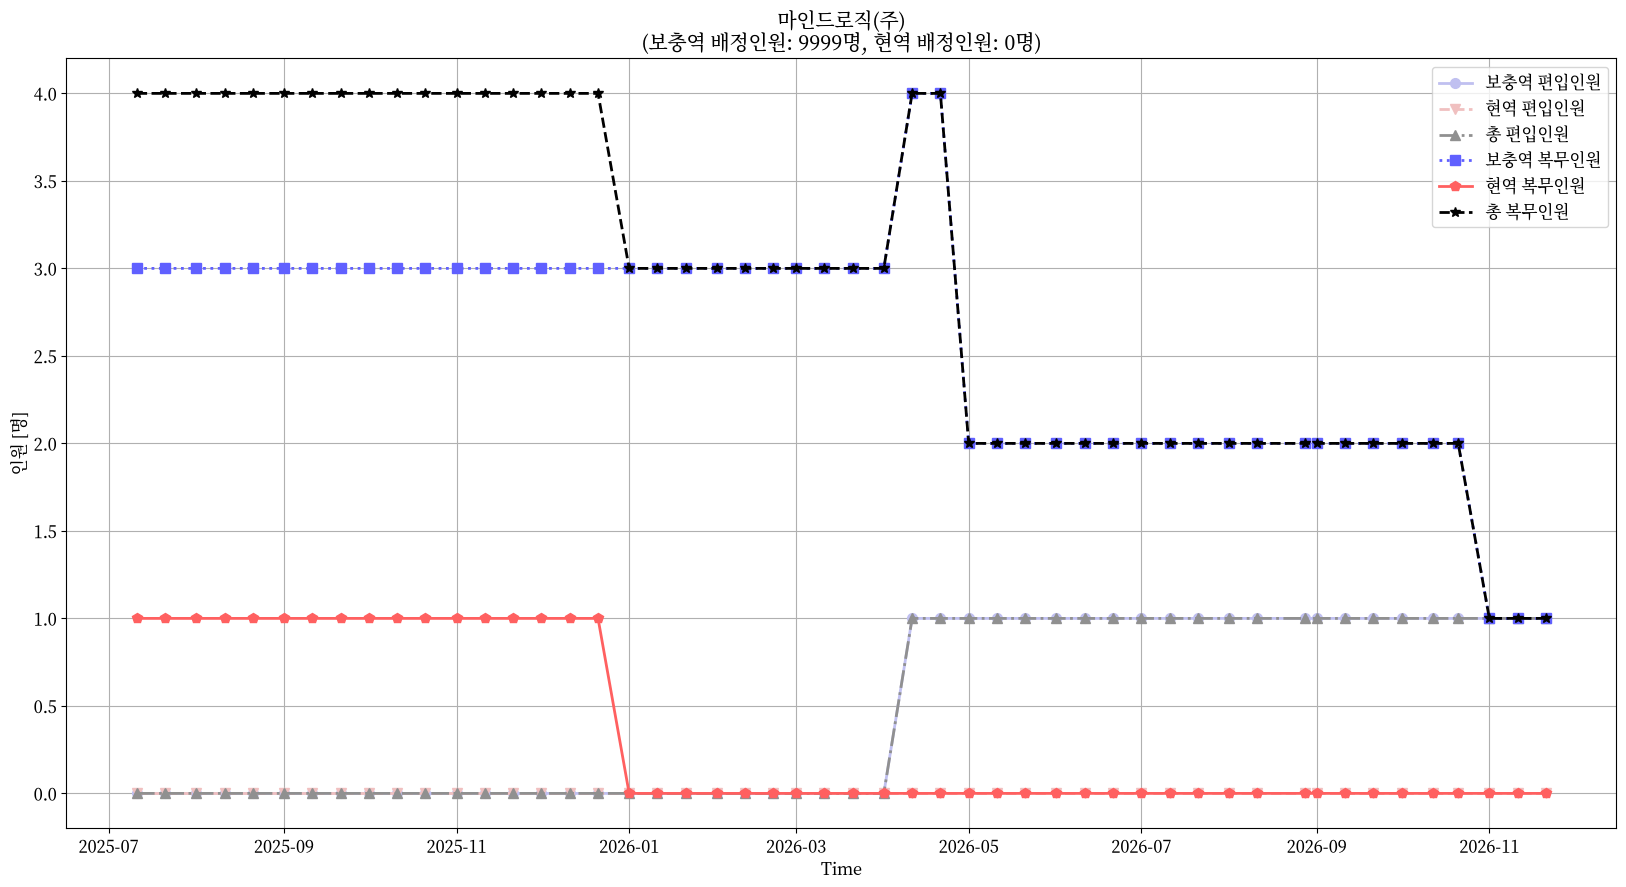 마인드로직(주)
(보충역 배정인원: 9999명, 현역 배정인원: 0명)
보충역 편입인원
현역 편입인원
총 편입인원
보충역 복무인원
현역 복무인원
총 복무인원
인원 [명]
4.0
3.5
3.0
2.5
2.0
1.5
1.0
0.5
0.0
2025-07 2025-09 2025-11 2026-01 2026-03 2026-05 2026-07 2026-09 2026-11
Time